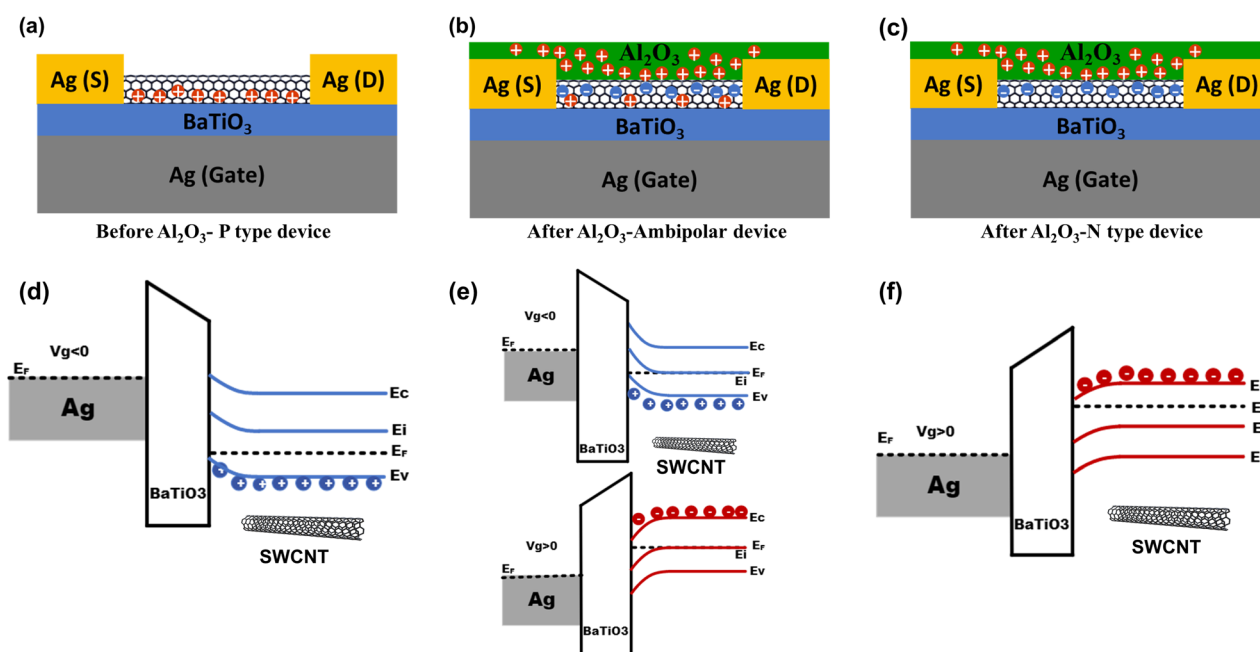 (a)
Ag (S)
Ag (D)
BaTiO₃
Ag (Gate)
Before Al₂O₃- P type device
(b)
Al₂O₃
Ag (S)
Ag (D)
BaTiO₃
Ag (Gate)
After Al₂O₃-Ambipolar device
(c)
Al₂O₃
Ag (S)
Ag (D)
BaTiO₃
Ag (Gate)
After Al₂O₃-N type device
(d)
Vg<0
EF
Ag
BaTiO3
Ec
Ei
EF
Ev
SWCNT
(e)
Vg<0
EF
Ag
BaTiO3
Ec
EF
Ei
Ev
SWCNT
Vg>0
EF
Ag
BaTiO3
Ec
EF
Ei
Ev
(f)
Vg>0
EF
Ag
BaTiO3
E
E
E
E
SWCNT